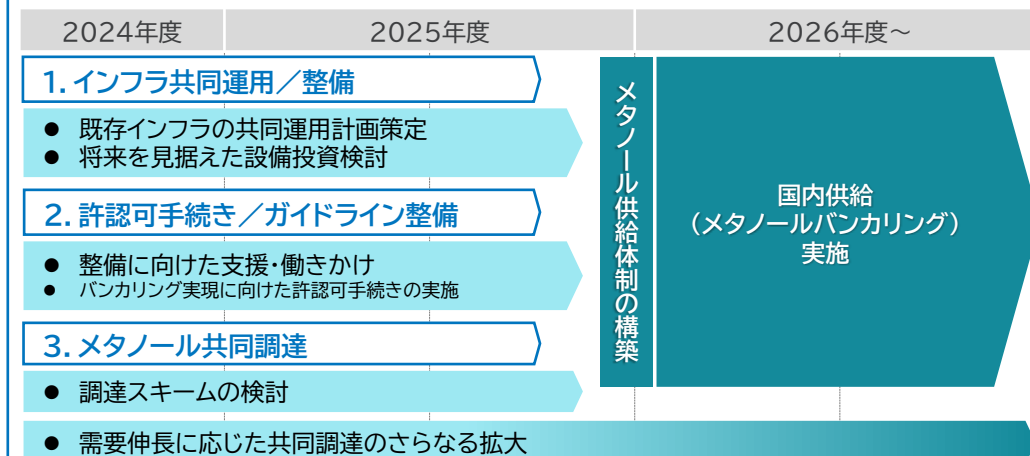 2024年度
2025年度
2026年度～
1. インフラ共同運用／整備
● 既存インフラの共同運用計画策定
● 将来を見据えた設備投資検討
2. 許認可手続き／ガイドライン整備
● 整備に向けた支援・働きかけ
● バンカリング実現に向けた許認可手続きの実施
3. メタノール共同調達
● 調達スキームの検討
● 需要伸長に応じた共同調達のさらなる拡大
メタノール供給体制の構築
国内供給
（メタノールバンカリング）
実施